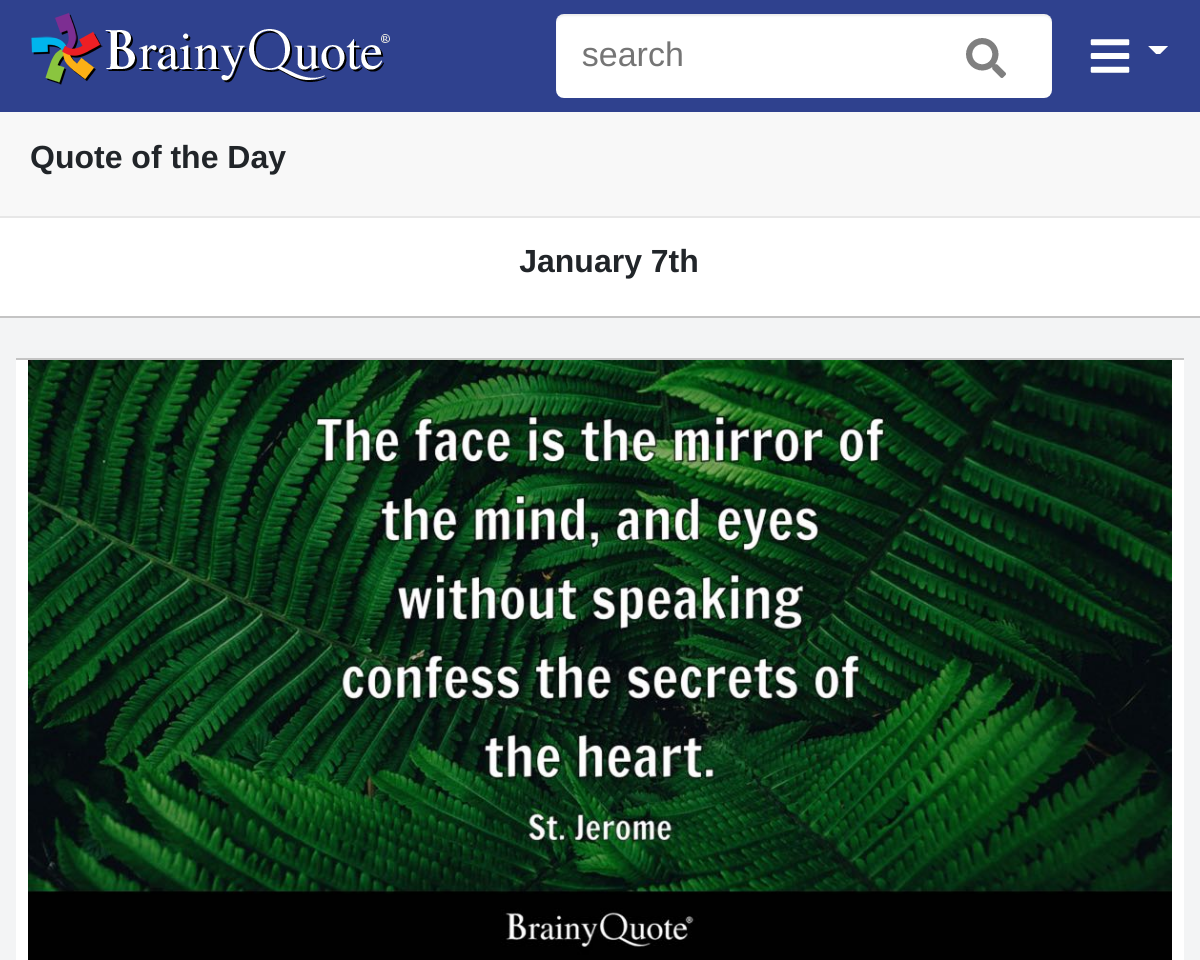 BrainyQuote®
search
Quote of the Day
January 7th
The face is the mirror of
the mind, and eyes
without speaking
confess the secrets of
the heart.
St. Jerome
BrainyQuote®